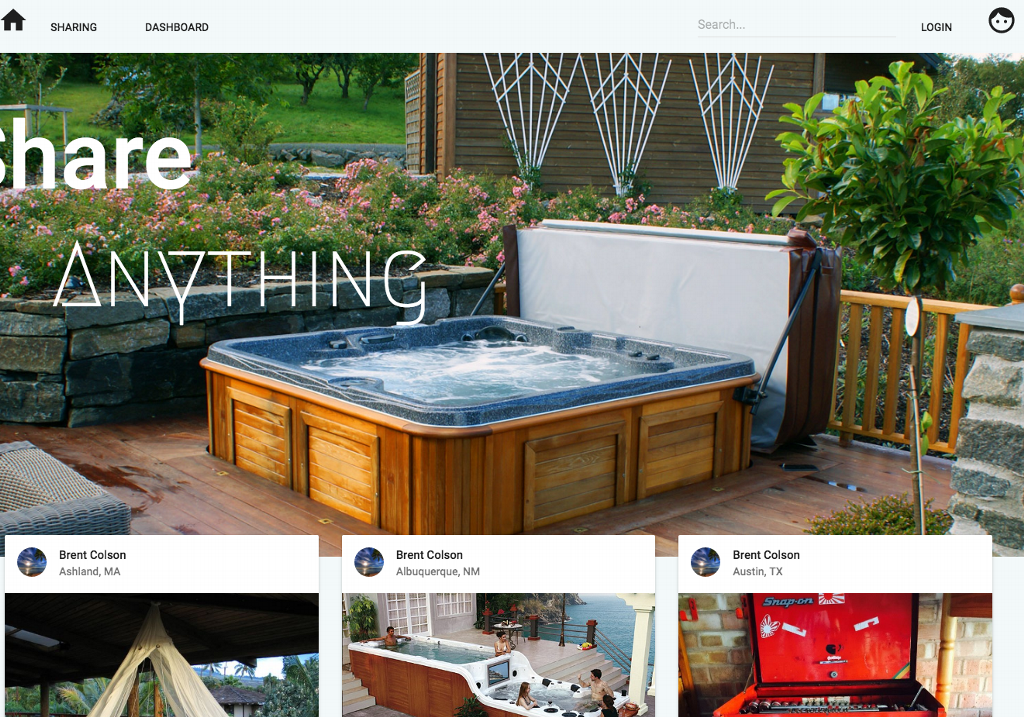 SHARING DASHBOARD Search... LOGIN
Share
ANYTHING
Brent Colson
Ashland, MA
Brent Colson
Albuquerque, NM
Brent Colson
Austin, TX
Snap-on